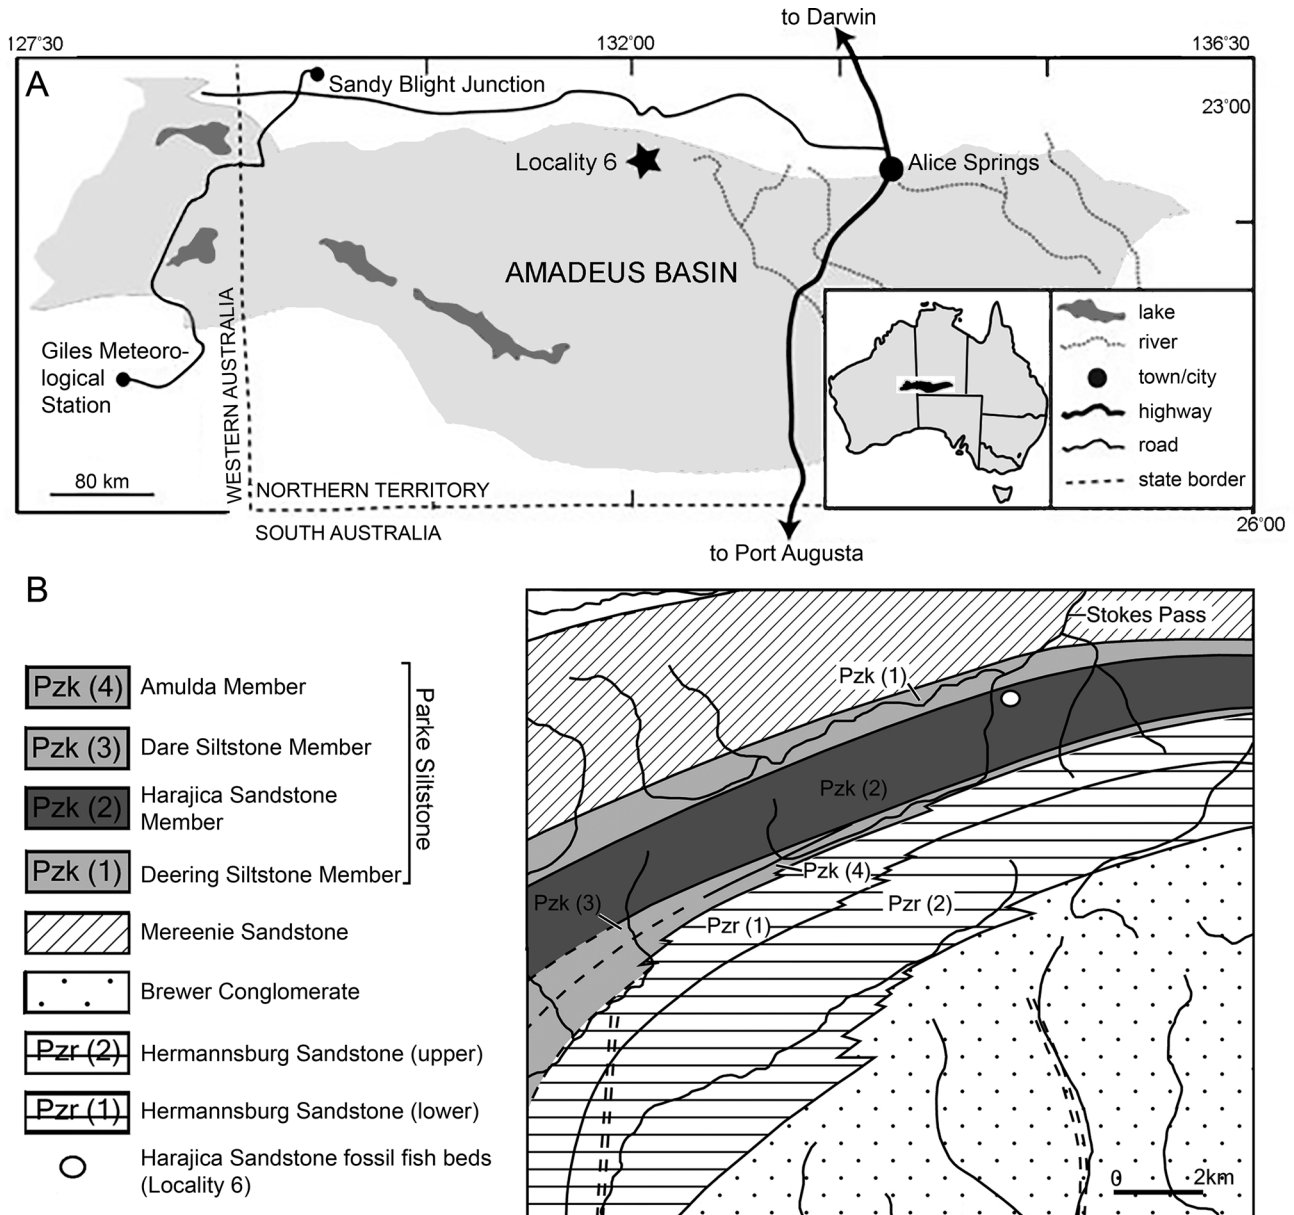 to Darwin
127°30
132°00
136°30
A
Sandy Blight Junction
23°00
Locality 6
Alice Springs
AMADEUS BASIN
WESTERN AUSTRALIA
Giles Meteoro-
logical
Station
80 km
NORTHERN TERRITORY
SOUTH AUSTRALIA
to Port Augusta
lake
river
town/city
highway
road
state border
26°00
B
Pzk (4)
Amulda Member
Pzk (3)
Dare Siltstone Member
Pzk (2)
Harajica Sandstone
Member
Pzk (1)
Deering Siltstone Member
Parke Siltstone
Mereenie Sandstone
Brewer Conglomerate
Pzr (2)
Hermannsburg Sandstone (upper)
Pzr (1)
Hermannsburg Sandstone (lower)
Harajica Sandstone fossil fish beds
(Locality 6)
Stokes Pass
Pzk (1)
Pzk (2)
Pzk (4)
Pzk (3)
Pzr (2)
Pzr (1)
0 2km